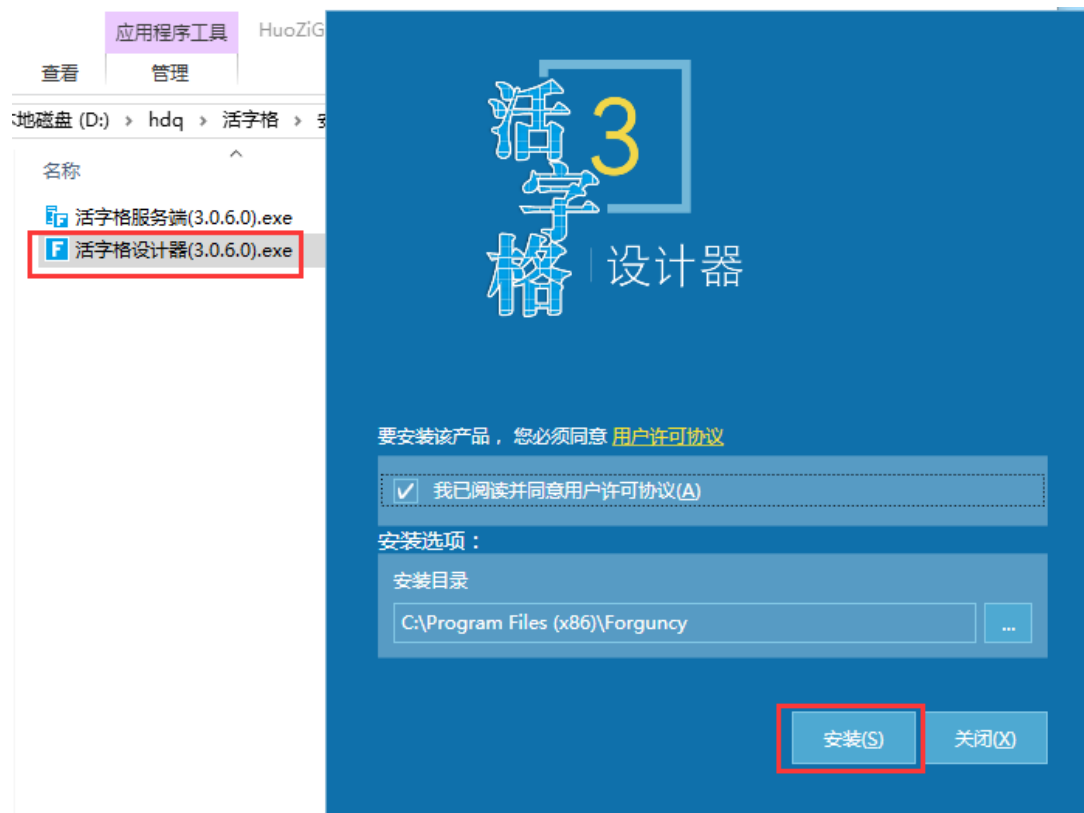 应用程序工具
HuoZiG
查看
管理
地磁盘 (D:) › hdq › 活字格 ›
名称
活字格服务端(3.0.6.0).exe
活字格设计器(3.0.6.0).exe
活字格 3
设计器
要安装该产品，您必须同意 用户许可协议
我已阅读并同意用户许可协议(A)
安装选项：
安装目录
C:\Program Files (x86)\Forguncy
...
安装(S)
关闭(X)